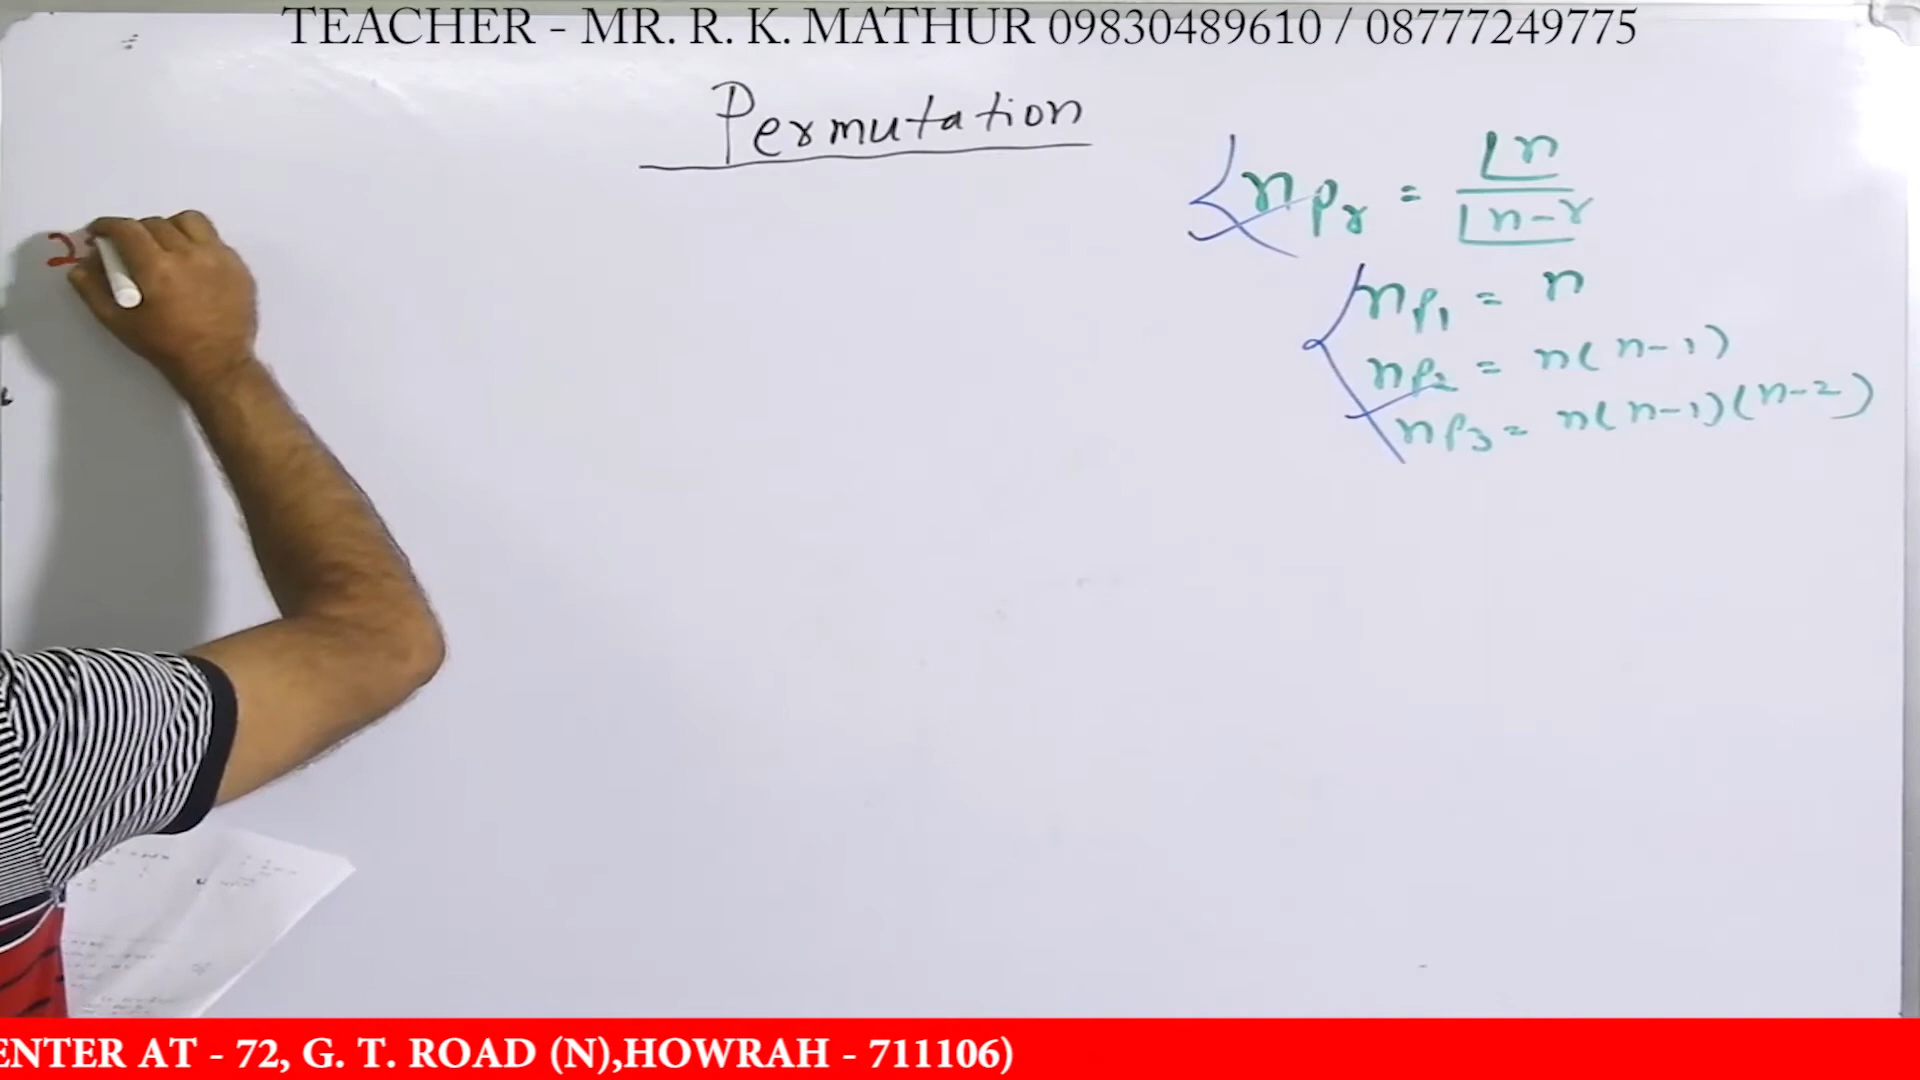 TEACHER - MR. R. K. MATHUR 09830489610 / 08777249775
Permutation
nPr = ⌊n / ⌊n-r
nP1 = n
nP2 = n(n-1)
nP3 = n(n-1)(n-2)
2
ENTER AT - 72, G. T. ROAD (N),HOWRAH - 711106)